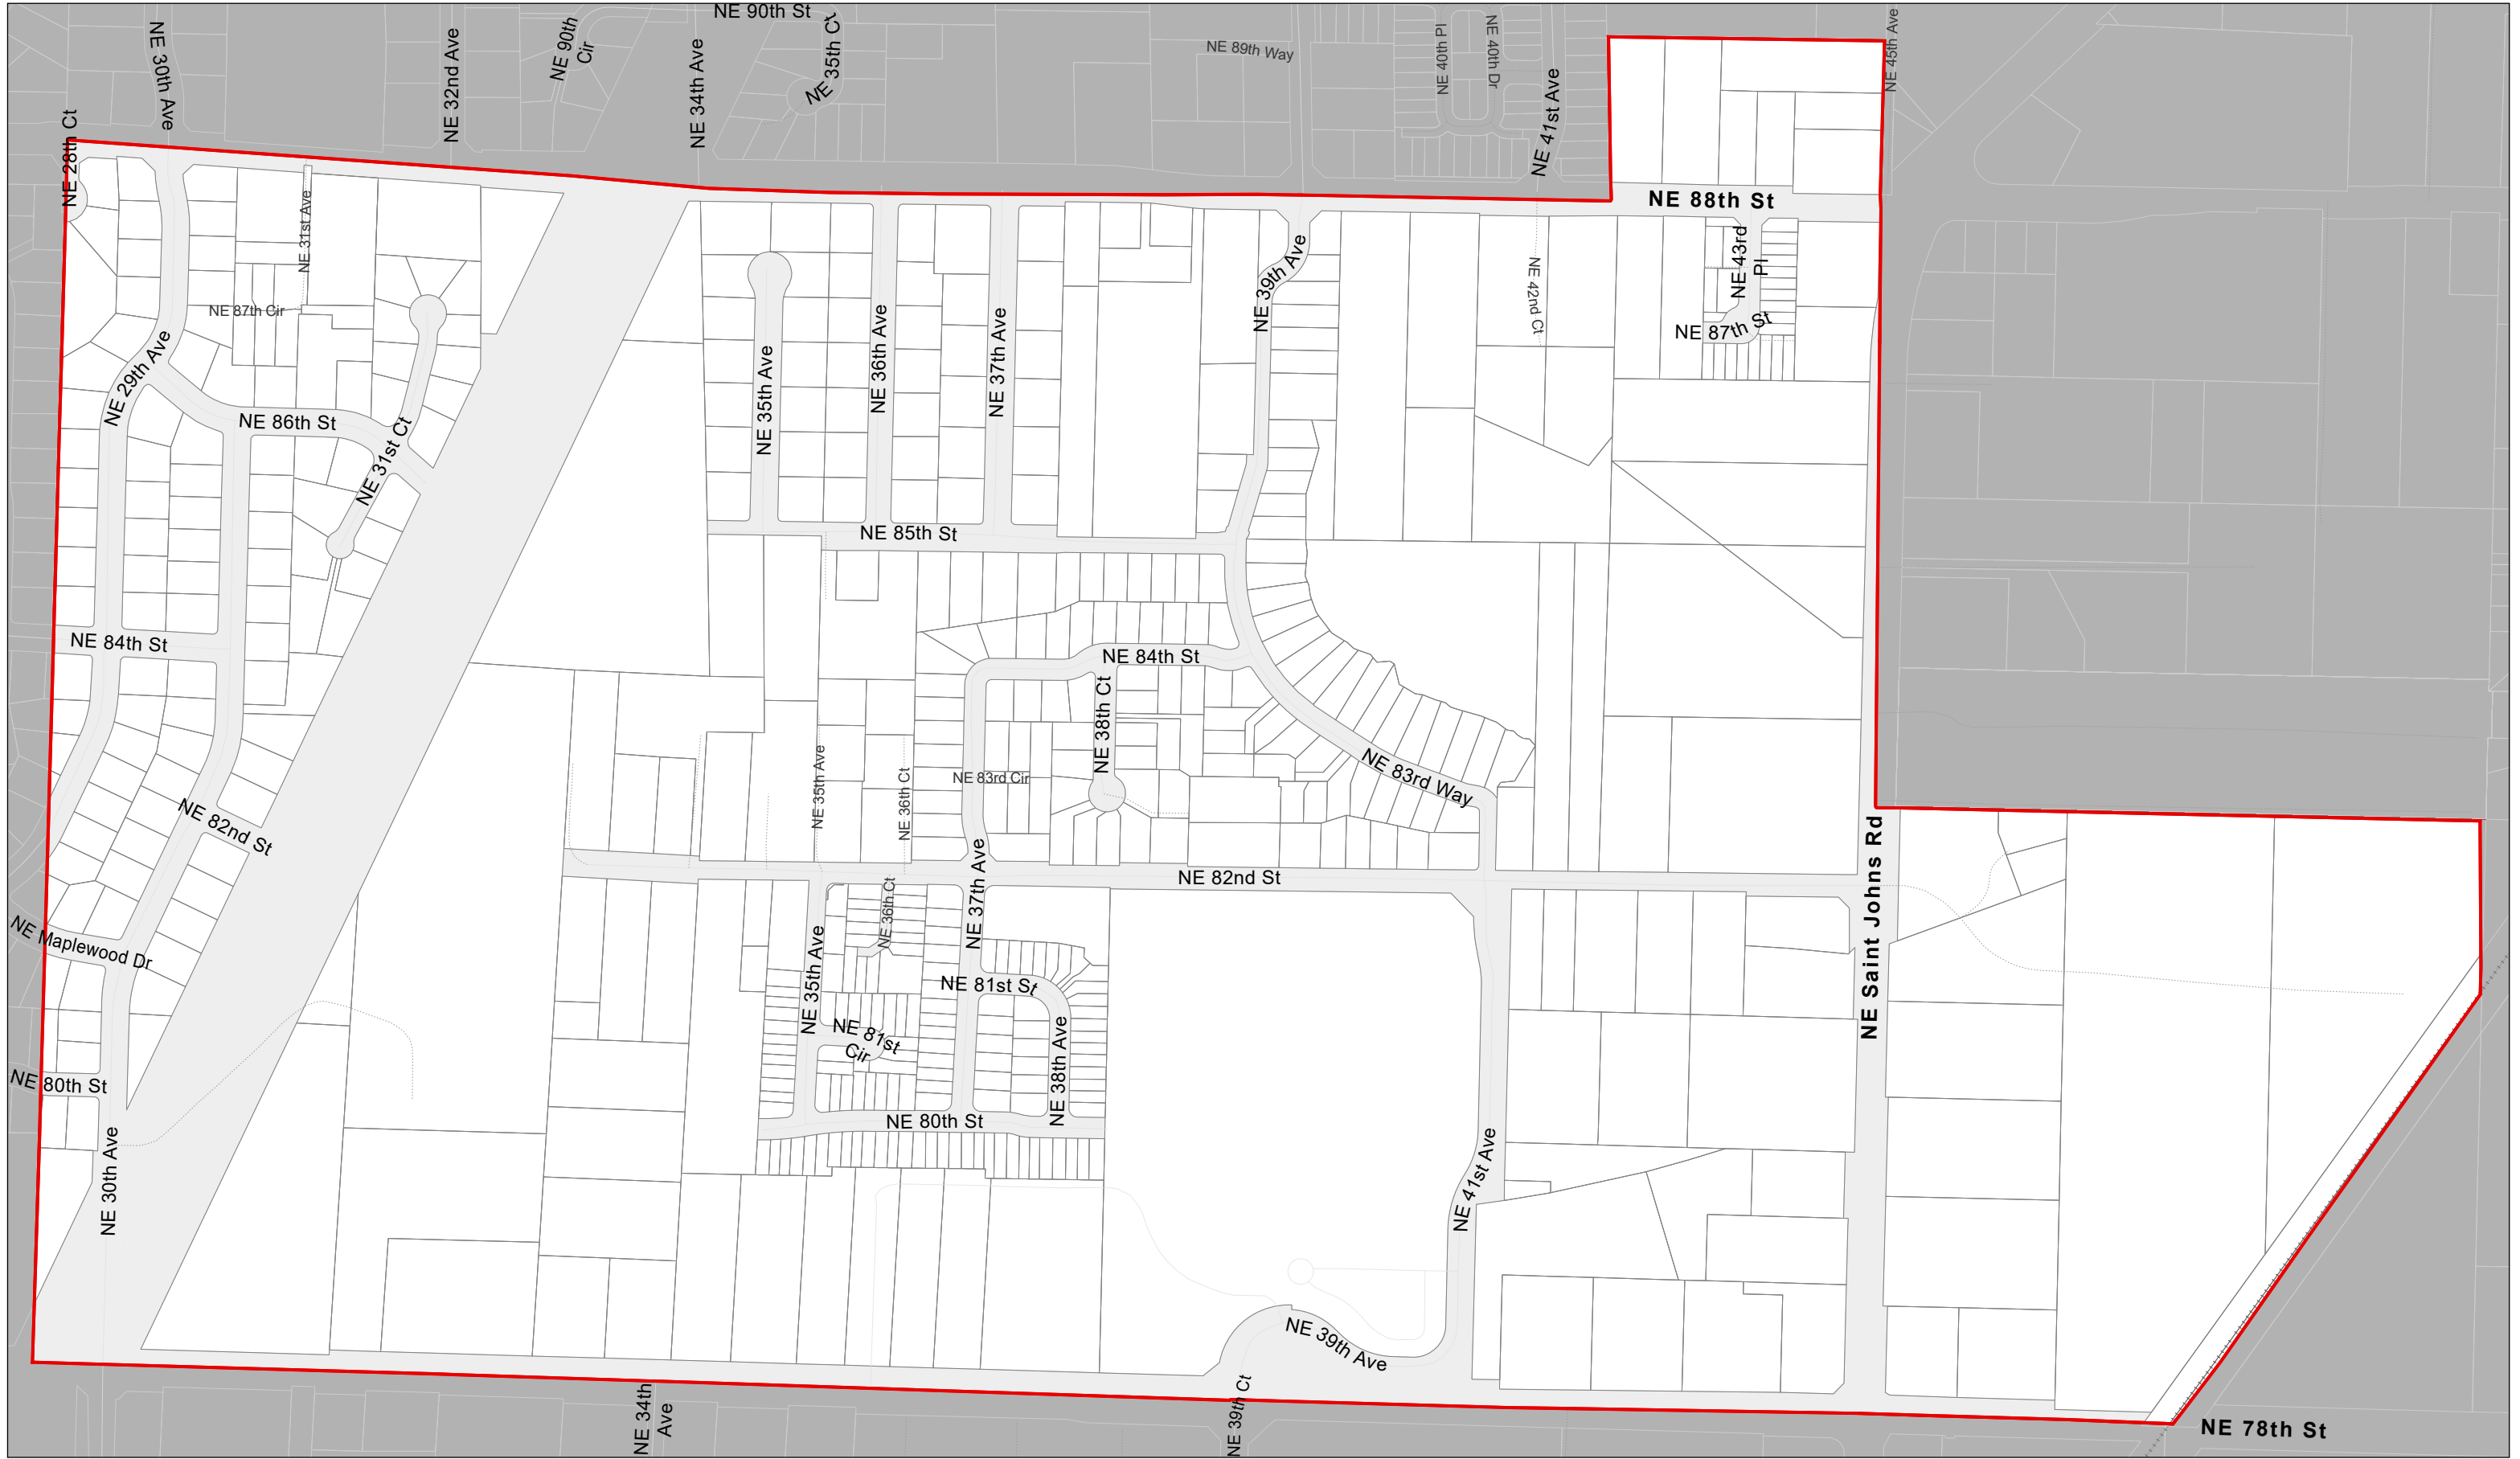 NE 90th St
NE 30th Ave
NE 32nd Ave
NE 90th
Cir
NE 34th Ave
NE 35th Ct
NE 89th Way
NE 40th Pl
NE 40th Dr
NE 41st Ave
NE 45th Ave
NE 28th Ct
NE 88th St
NE 31st Ave
NE 87th Cir
NE 29th Ave
NE 86th St
NE 31st Ct
NE 35th Ave
NE 36th Ave
NE 37th Ave
NE 39th Ave
NE 42nd Ct
NE 43rd
Pl
NE 87th St
NE 85th St
NE 84th St
NE 84th St
NE 38th Ct
NE 35th Ave
NE 36th Ct
NE 83rd Cir
NE 83rd Way
NE 82nd St
NE 82nd St
NE 37th Ave
NE 36th Ct
NE 35th Ave
NE Saint Johns Rd
NE Maplewood Dr
NE 81st St
NE 81st
Cir
NE 38th Ave
NE 80th St
NE 80th St
NE 30th Ave
NE 41st Ave
NE 39th Ave
NE 39th Ct
NE 34th
Ave
NE 78th St